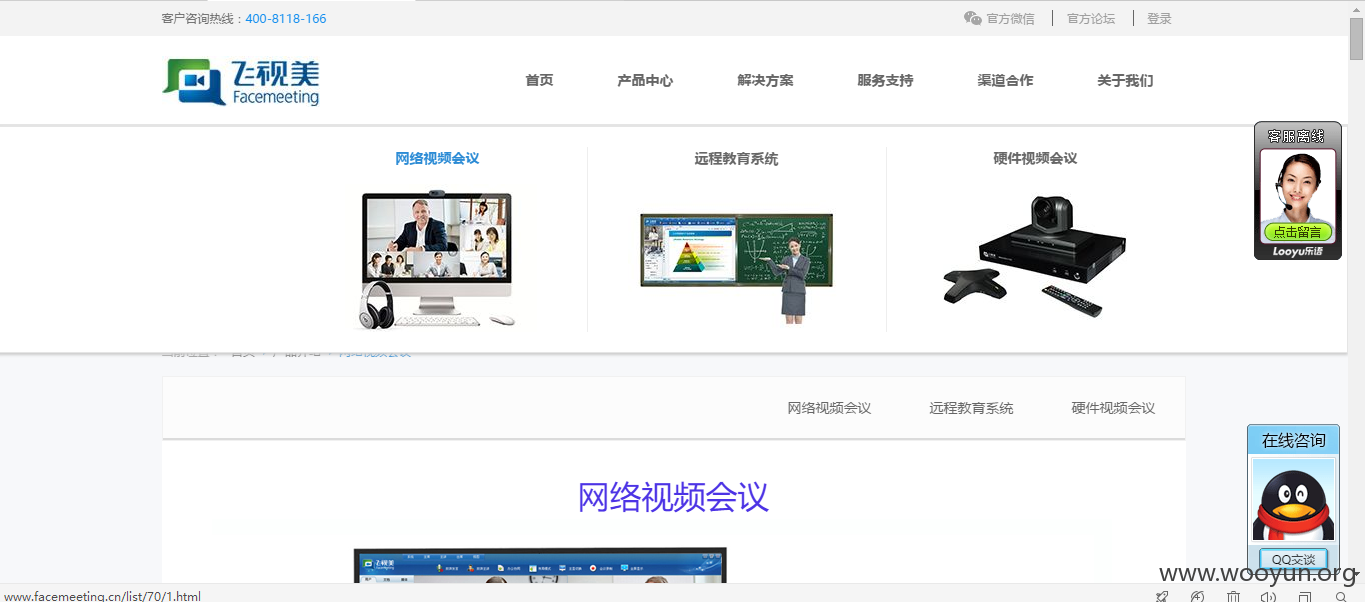 客户咨询热线：400-8118-166
官方微信
官方论坛
登录
飞视美
Facemeeting
首页
产品中心
解决方案
服务支持
渠道合作
关于我们
网络视频会议
远程教育系统
硬件视频会议
客服离线
点击留言
Looyu乐语
网络视频会议
远程教育系统
硬件视频会议
在线咨询
网络视频会议
飞视美
QQ交谈
www.wooyun.org
www.facemeeting.cn/list/70/1.html